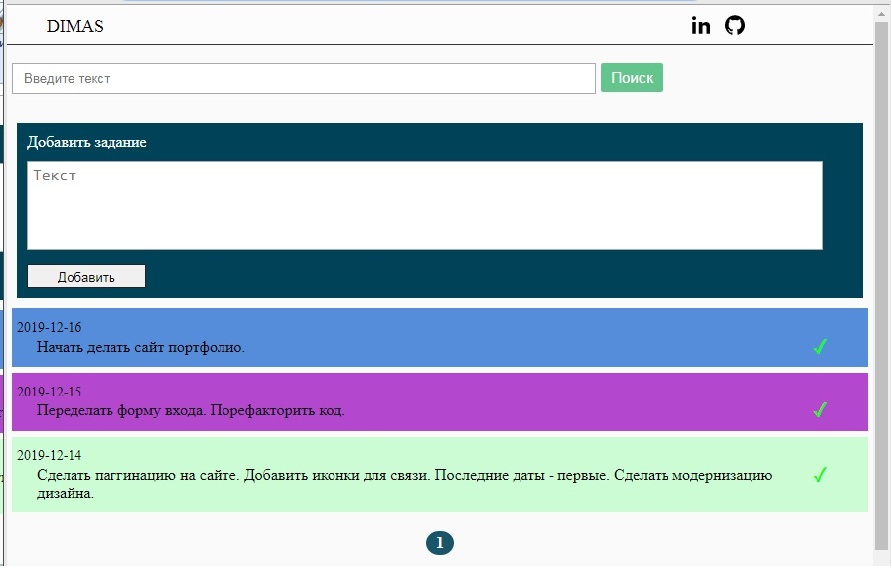 DIMAS
in
Введите текст
Поиск
Добавить задание
Текст
Добавить
2019-12-16
Начать делать сайт портфолио.
2019-12-15
Переделать форму входа. Порефакторить код.
2019-12-14
Сделать паггинацию на сайте. Добавить иконки для связи. Последние даты - первые. Сделать модернизацию
дизайна.
1